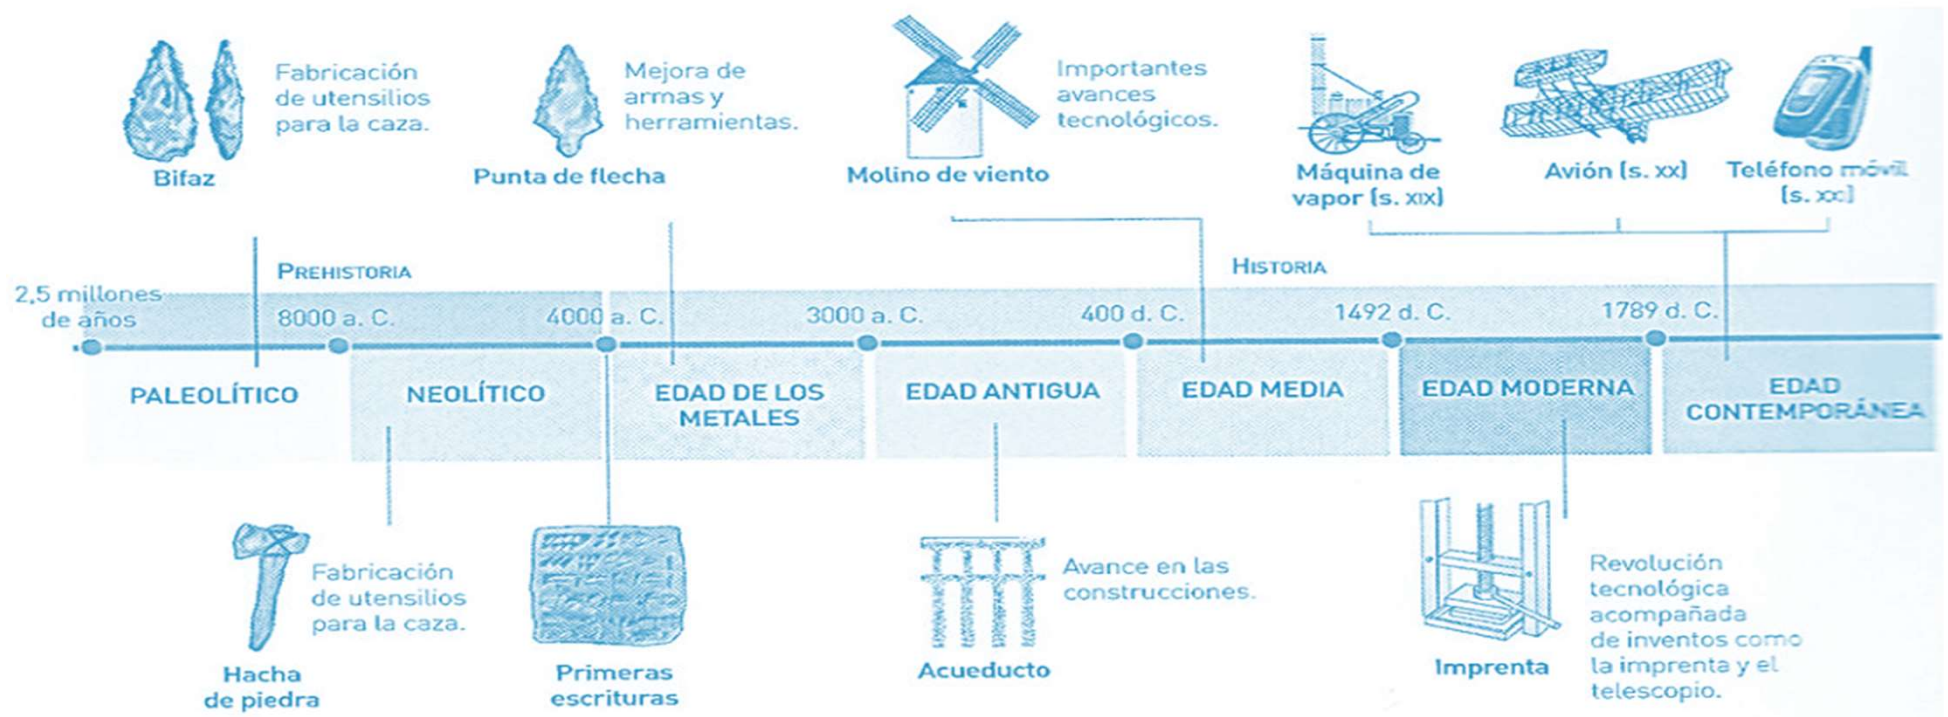 Fabricación
de utensilios
para la caza.
Bifaz
Mejora de
armas y
herramientas.
Punta de flecha
Importantes
avances
tecnológicos.
Molino de viento
Máquina de
vapor (s. XIX)
Avión (s. XX)
Teléfono móvil
(s. XXI)
PREHISTORIA
HISTORIA
2,5 millones
de años
8000 a. C.
4000 a. C.
3000 a. C.
400 d. C.
1492 d. C.
1789 d. C.
PALEOLÍTICO
NEOLÍTICO
EDAD DE LOS
METALES
EDAD ANTIGUA
EDAD MEDIA
EDAD MODERNA
EDAD
CONTEMPORÁNEA
Fabricación
de utensilios
para la caza.
Hacha
de piedra
Primeras
escrituras
Avance en las
construcciones.
Acueducto
Imprenta
Revolución
tecnológica
acompañada
de inventos como
la imprenta y el
telescopio.